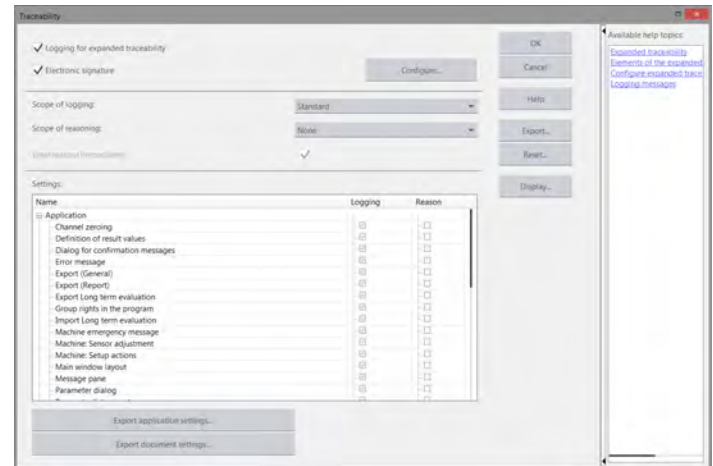 Traceability
Logging for expanded traceability
Electronic signature
Configure...
Scope of logging:
Standard
Scope of reasoning:
None
Settings:
Name Logging Reason
Application
Channel zeroing
Definition of result values
Dialog for confirmation messages
Error message
Export (General)
Export (Report)
Export Long term evaluation
Group rights in the program
Import Long term evaluation
Machine emergency message
Machine: Sensor adjustment
Machine: Setup actions
Main window layout
Message pane
Parameter dialog
Export application settings...
Export document settings...
OK
Cancel
Help
Export...
Reset...
Display...
Available help topics:
Expanded traceability
Elements of the expanded
Configure expanded trace
Logging messages